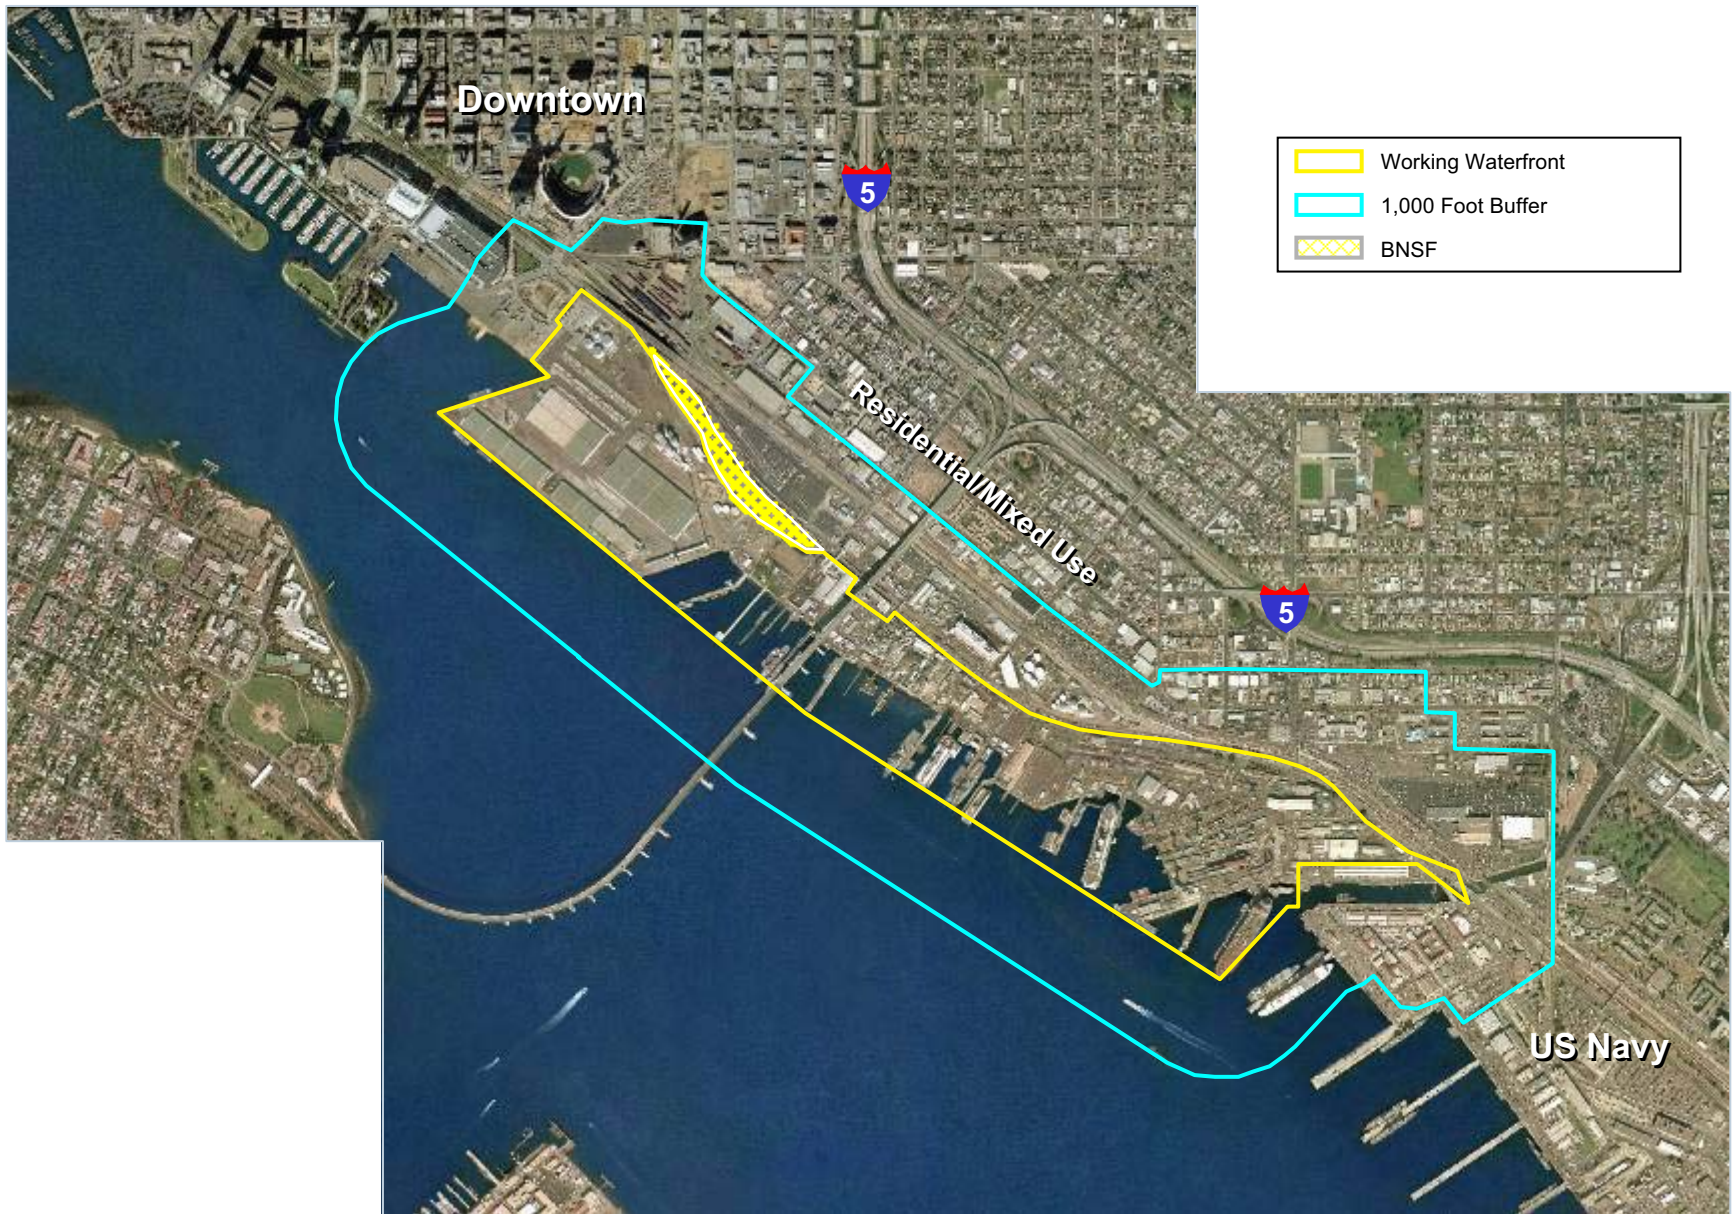 Downtown
5
Working Waterfront
1,000 Foot Buffer
BNSF
Residential/Mixed Use
5
US Navy